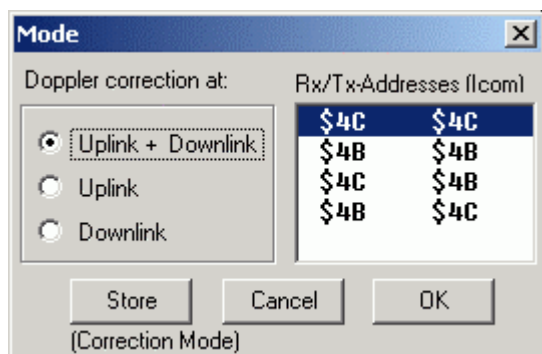 Mode
Doppler correction at:
Uplink + Downlink
Uplink
Downlink
Rx/Tx-Addresses (Icom)
$4C $4C
$4B $4B
$4C $4B
$4B $4C
Store
Cancel
OK
(Correction Mode)